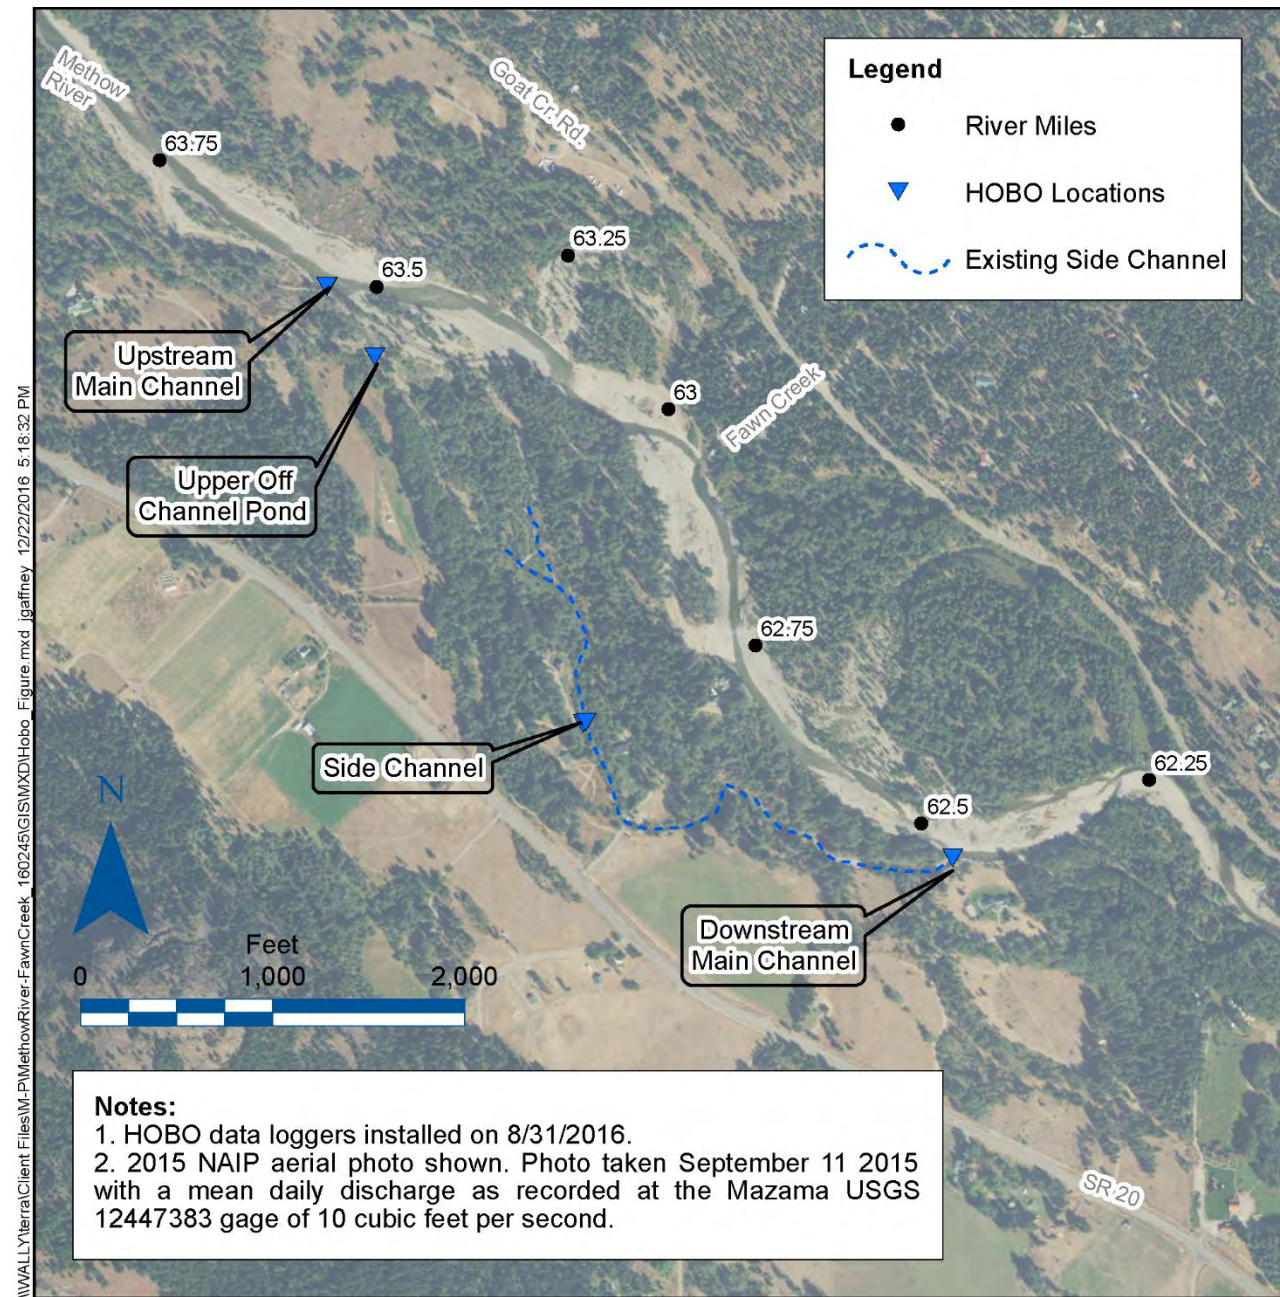 Methow
River
63.75
Goat Cr. Rd.
Legend
River Miles
HOBO Locations
Existing Side Channel
63.25
63.5
Upstream
Main Channel
63
Fawn Creek
Upper Off
Channel Pond
62.75
Side Channel
62.25
62.5
N
Downstream
Main Channel
Feet
0 1,000 2,000
Notes:
1. HOBO data loggers installed on 8/31/2016.
2. 2015 NAIP aerial photo shown. Photo taken September 11 2015
with a mean daily discharge as recorded at the Mazama USGS
12447383 gage of 10 cubic feet per second.
SR 20
\\WALLY\terra\Client Files\M-P\MethowRiver-FawnCreek_160245\GIS\MXD\Hobo_Figure.mxd jgaffney 12/22/2016 5:18:32 PM